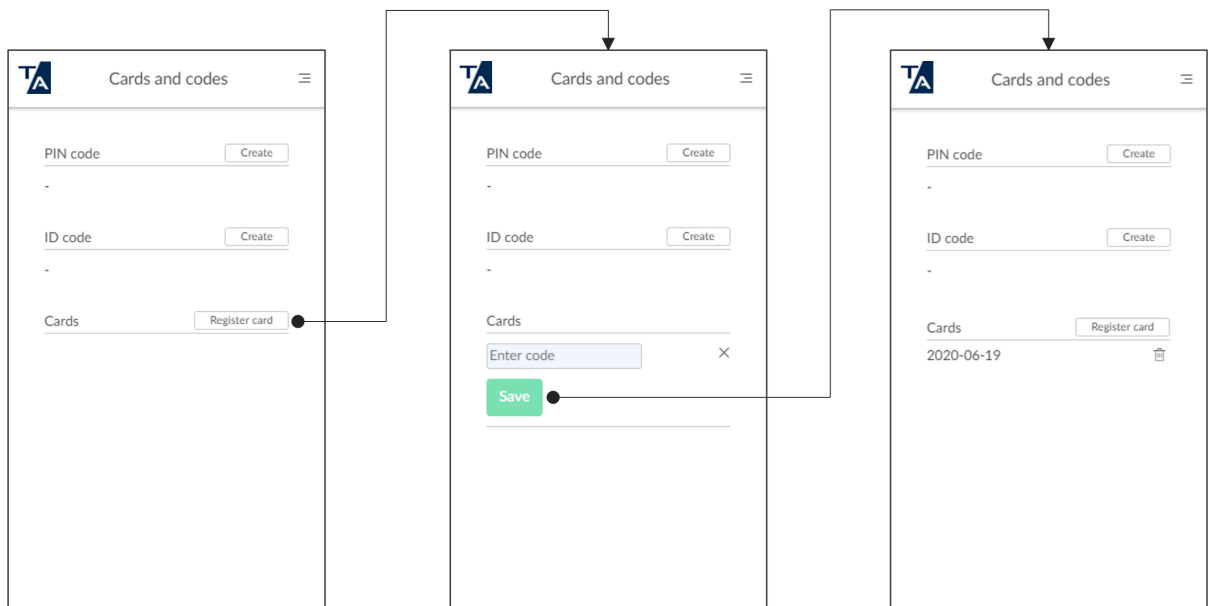 TA Cards and codes
PIN code Create
-
ID code Create
-
Cards Register card
TA Cards and codes
PIN code Create
-
ID code Create
-
Cards
Enter code
Save
TA Cards and codes
PIN code Create
-
ID code Create
-
Cards Register card
2020-06-19